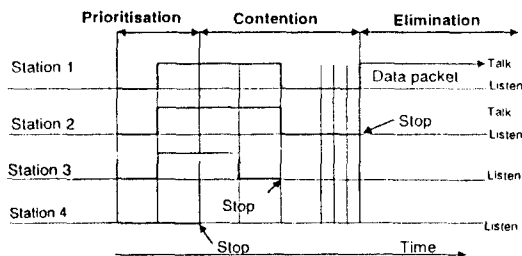 Prioritisation Contention Elimination
Station 1 Talk
Data packet
Listen
Talk
Station 2 Stop
Listen
Station 3 Listen
Stop
Station 4 Listen
Stop Time